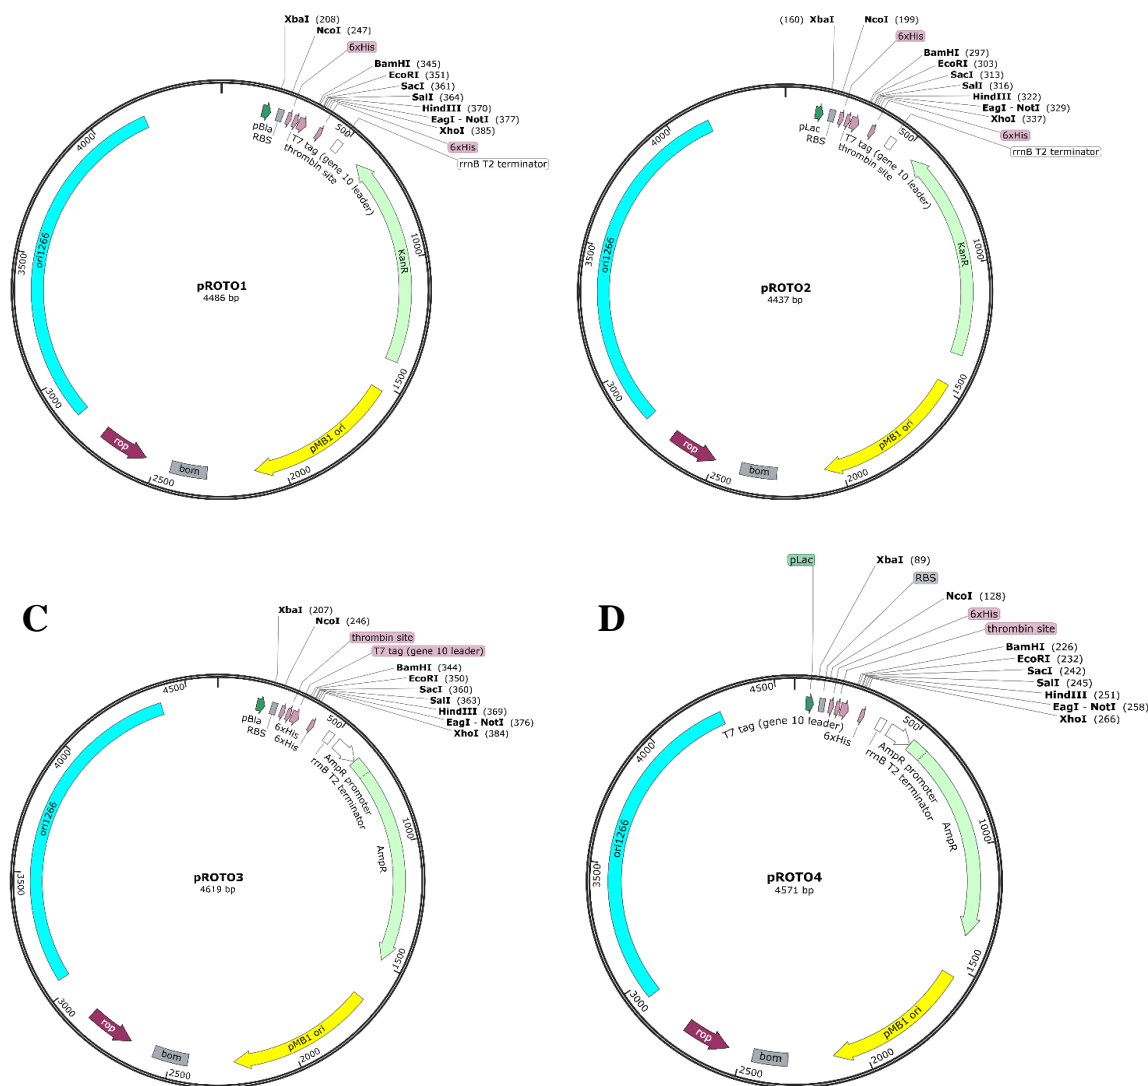 XbaI (208)
NcoI (247)
6xHis
BamHI (345)
EcoRI (351)
SacI (361)
SalI (364)
HindIII (370)
EagI - NotI (377)
XhoI (385)
6xHis
rrnB T2 terminator
pBla
RBS
T7 tag (gene 10 leader)
thrombin site
500
1000
1500
2000
2500
3000
3500
4000
KanR
pMB1 ori
bom
rop
ori1266
pROTO1
4486 bp
(160) XbaI
NcoI (199)
6xHis
BamHI (297)
EcoRI (303)
SacI (313)
SalI (316)
HindIII (322)
EagI - NotI (329)
XhoI (337)
6xHis
rrnB T2 terminator
pLac
RBS
T7 tag (gene 10 leader)
thrombin site
500
1000
1500
2000
2500
3000
3500
4000
KanR
pMB1 ori
bom
rop
ori1266
pROTO2
4437 bp
C
XbaI (207)
NcoI (246)
thrombin site
T7 tag (gene 10 leader)
BamHI (344)
EcoRI (350)
SacI (360)
SalI (363)
HindIII (369)
EagI - NotI (376)
XhoI (384)
pBla
RBS
6xHis
6xHis
AmpR promoter
rrnB T2 terminator
500
1000
1500
2000
2500
3000
3500
4000
4500
AmpR
pMB1 ori
bom
rop
ori1266
pROTO3
4619 bp
D
pLac
XbaI (89)
RBS
NcoI (128)
6xHis
thrombin site
BamHI (226)
EcoRI (232)
SacI (242)
SalI (245)
HindIII (251)
EagI - NotI (258)
XhoI (266)
T7 tag (gene 10 leader)
6xHis
AmpR promoter
rrnB T2 terminator
500
1000
1500
2000
2500
3000
3500
4000
4500
AmpR
pMB1 ori
bom
rop
ori1266
pROTO4
4571 bp